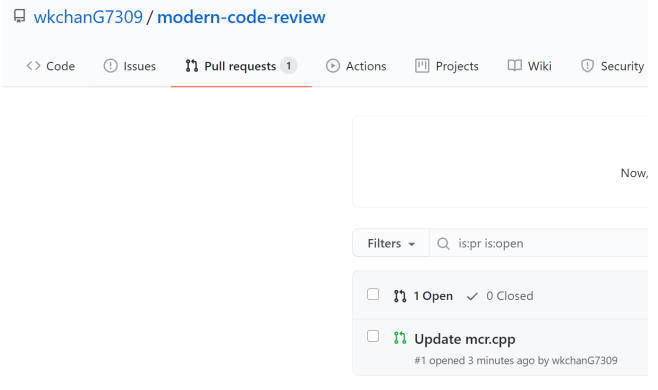 wkchanG7309 / modern-code-review
Code Issues Pull requests 1 Actions Projects Wiki Security
Now,
Filters is:pr is:open
1 Open 0 Closed
Update mcr.cpp
#1 opened 3 minutes ago by wkchanG7309